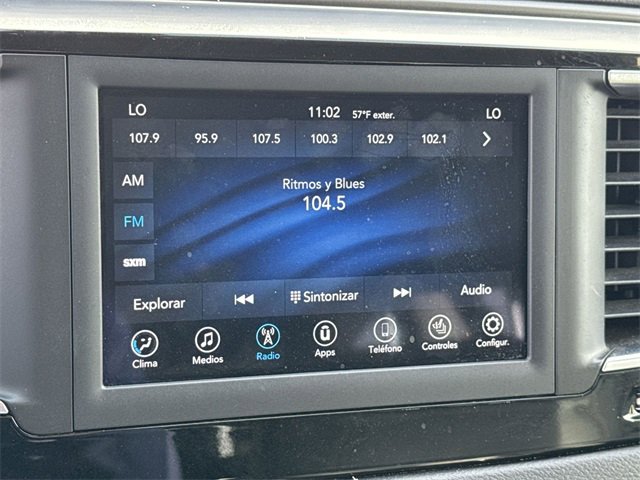 LO 11:02 57°F exter. LO
107.9 95.9 107.5 100.3 102.9 102.1
AM
Ritmos y Blues
FM
104.5
sxm
Explorar Sintonizar Audio
Clima Medios Radio Apps Teléfono Controles Configur.